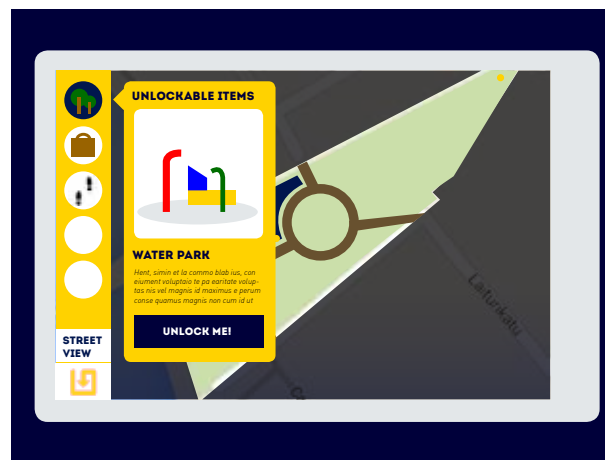 UNLOCKABLE ITEMS
WATER PARK
Hent, simin et la commo blab ius, con
eiument voluptaio te pa earitate volup-
tas nis vel magnis id maximus e perum
conse quamus magnis non cum id ut
UNLOCK ME!
STREET
VIEW
Laiturikatu